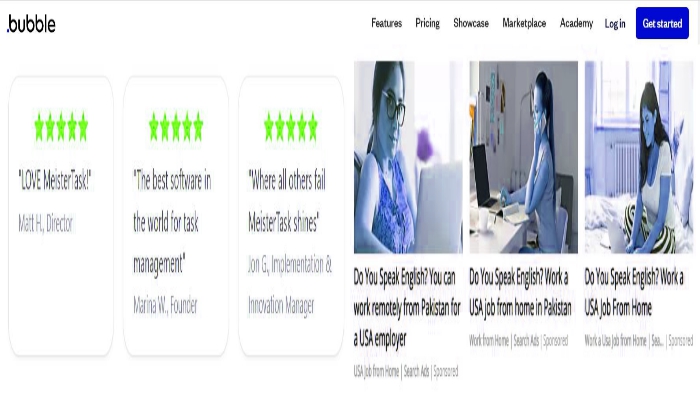 .bubble
Features
Pricing
Showcase
Marketplace
Academy
Log in
Get started
"LOVE MeisterTask!"
Matt H., Director
"The best software in
the world for task
management"
Marina W., Founder
"Where all others fail
MeisterTask shines"
Jon G, Implementation &
Innovation Manager
Do You Speak English? You can
work remotely from Pakistan for
a USA employer
USA Job from Home | Search Ads | Sponsored
Do You Speak English? Work a
USA job from home in Pakistan
Work from Home | Search Ads | Sponsored
Do You Speak English? Work a
USA Job From Home
Work a Usa Job from Home | Sea... | Sponsored